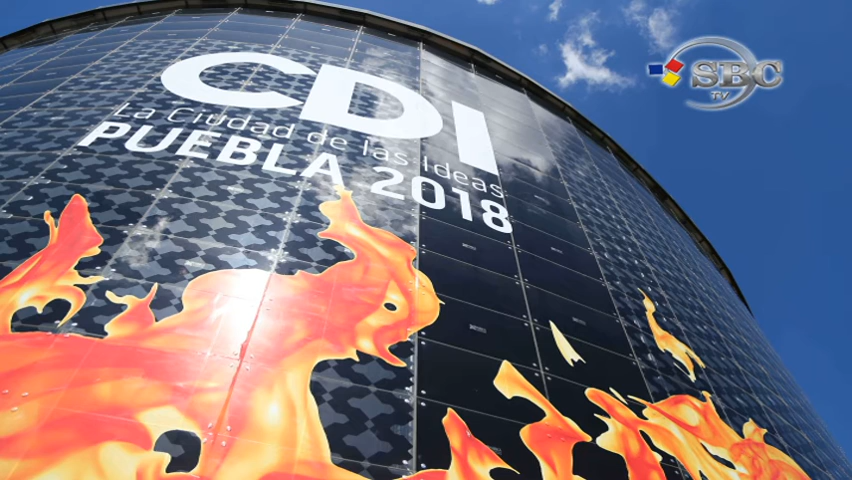 CDI
La Ciudad de las Ideas
PUEBLA 2018
SBC
TV